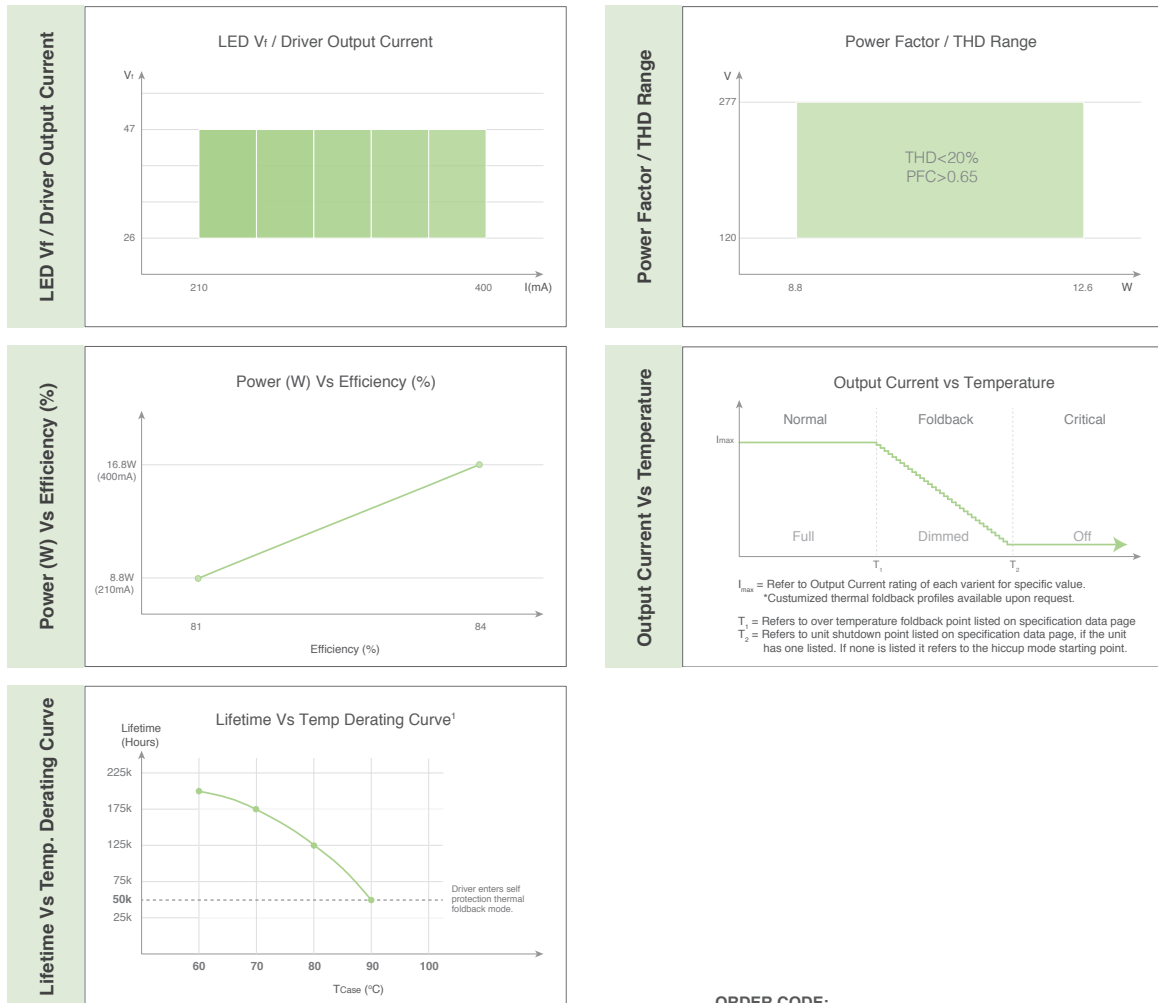 LED Vf / Driver Output Current
LED Vf / Driver Output Current
Vf
47
26
210
400
I(mA)
Power Factor / THD Range
Power Factor / THD Range
V
277
THD<20%
PFC>0.65
120
8.8
12.6
W
Power (W) Vs Efficiency (%)
Power (W) Vs Efficiency (%)
16.8W
(400mA)
8.8W
(210mA)
81
84
Efficiency (%)
Output Current Vs Temperature
Output Current vs Temperature
Normal
Foldback
Critical
Imax
Full
Dimmed
Off
T1
T2
Imax = Refer to Output Current rating of each varient for specific value.
*Custumized thermal foldback profiles available upon request.
T1 = Refers to over temperature foldback point listed on specification data page
T2 = Refers to unit shutdown point listed on specification data page, if the unit
has one listed. If none is listed it refers to the hiccup mode starting point.
Lifetime Vs Temp. Derating Curve
Lifetime Vs Temp Derating Curve¹
Lifetime
(Hours)
225k
175k
125k
75k
50k
25k
Driver enters self
protection thermal
foldback mode.
60
70
80
90
100
TCase (ºC)
ORDER CODE: